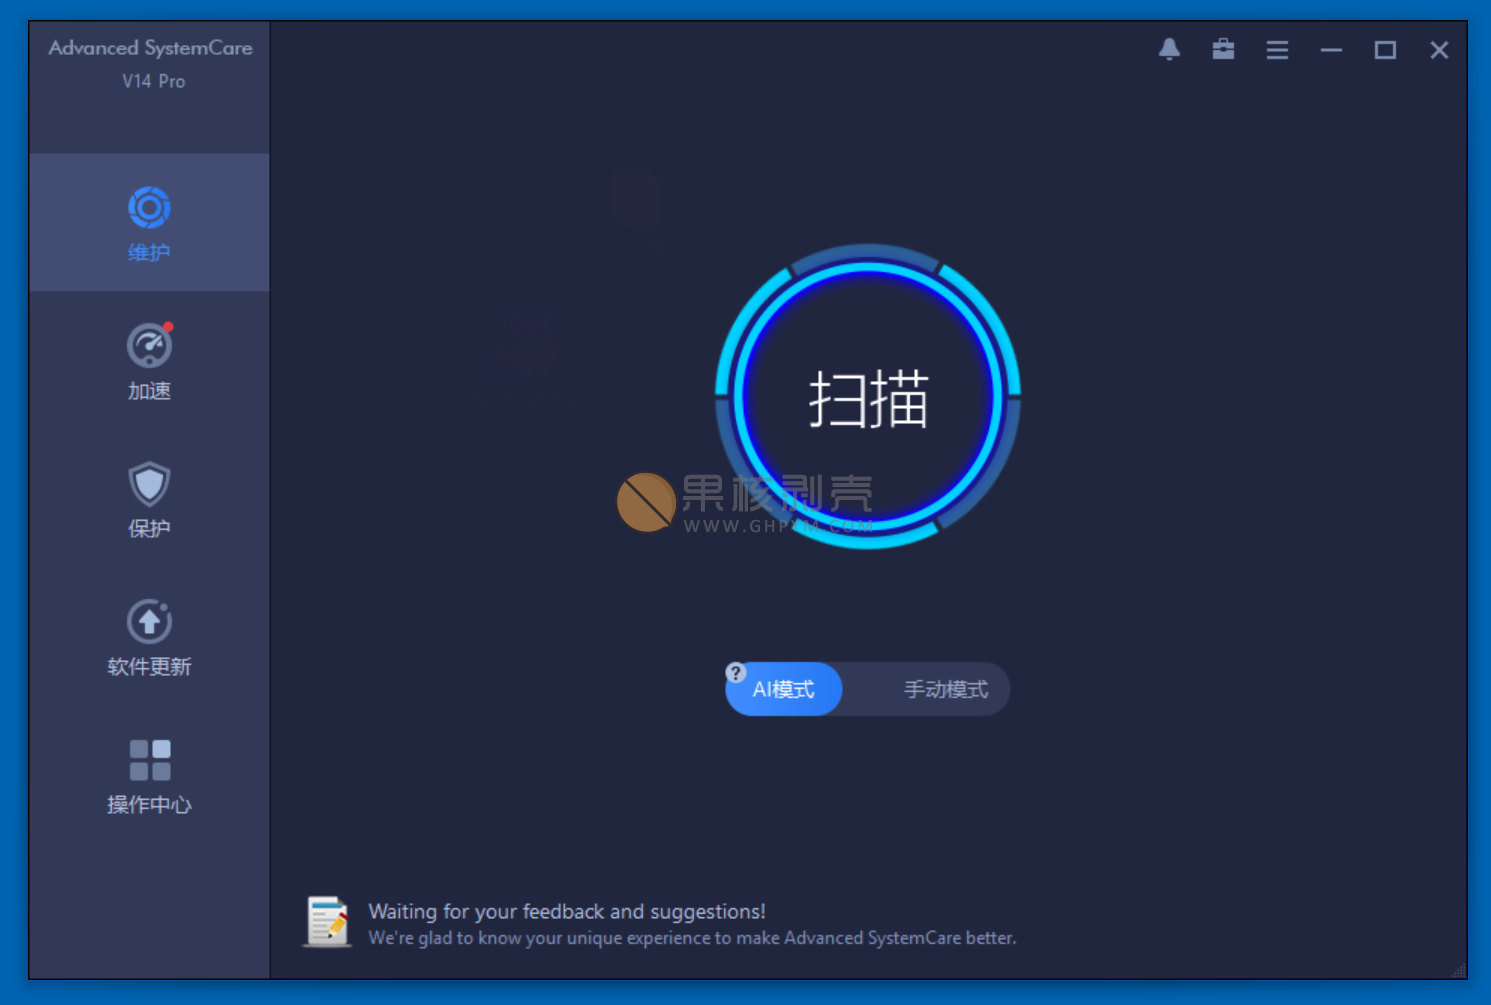 Advanced SystemCare
V14 Pro
维护
加速
保护
软件更新
操作中心
扫描
果核剥壳
WWW.GHPYM.COM
?
AI模式
手动模式
Waiting for your feedback and suggestions!
We're glad to know your unique experience to make Advanced SystemCare better.